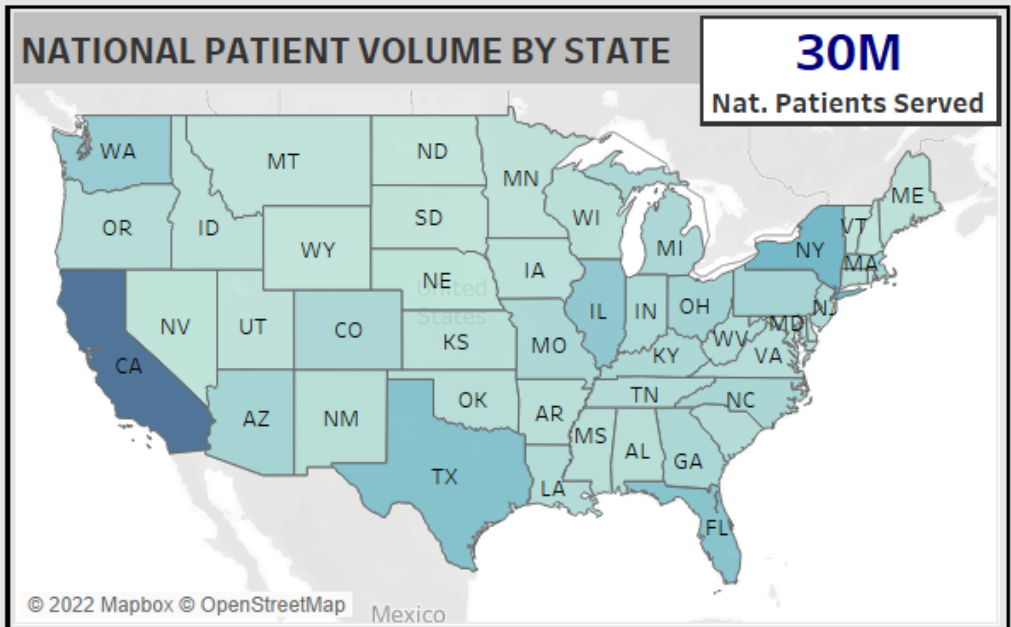 NATIONAL PATIENT VOLUME BY STATE
30M
Nat. Patients Served
WA
MT
ND
MN
ME
OR
ID
SD
WI
VT
WY
MI
NY
MA
NE
IA
United
States
NV
UT
CO
KS
MO
IL
IN
OH
NJ
MD
WV
VA
KY
CA
AZ
NM
OK
AR
TN
NC
TX
LA
MS
AL
GA
FL
© 2022 Mapbox © OpenStreetMap
Mexico